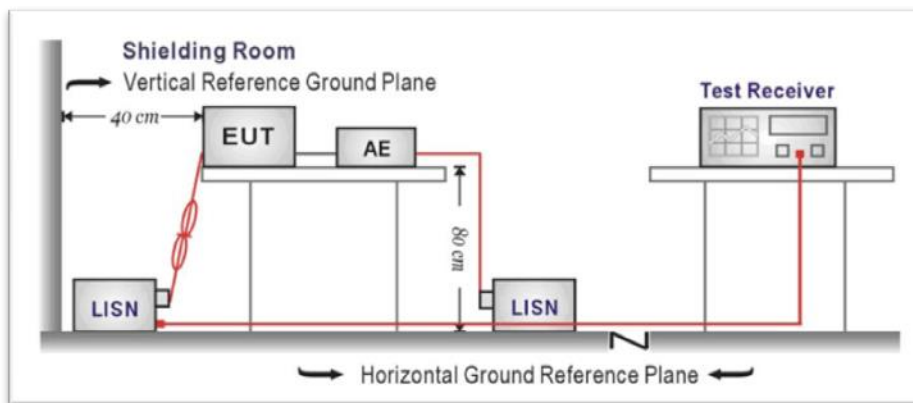 Shielding Room
Vertical Reference Ground Plane
40 cm
EUT
AE
Test Receiver
80 cm
LISN
LISN
Horizontal Ground Reference Plane